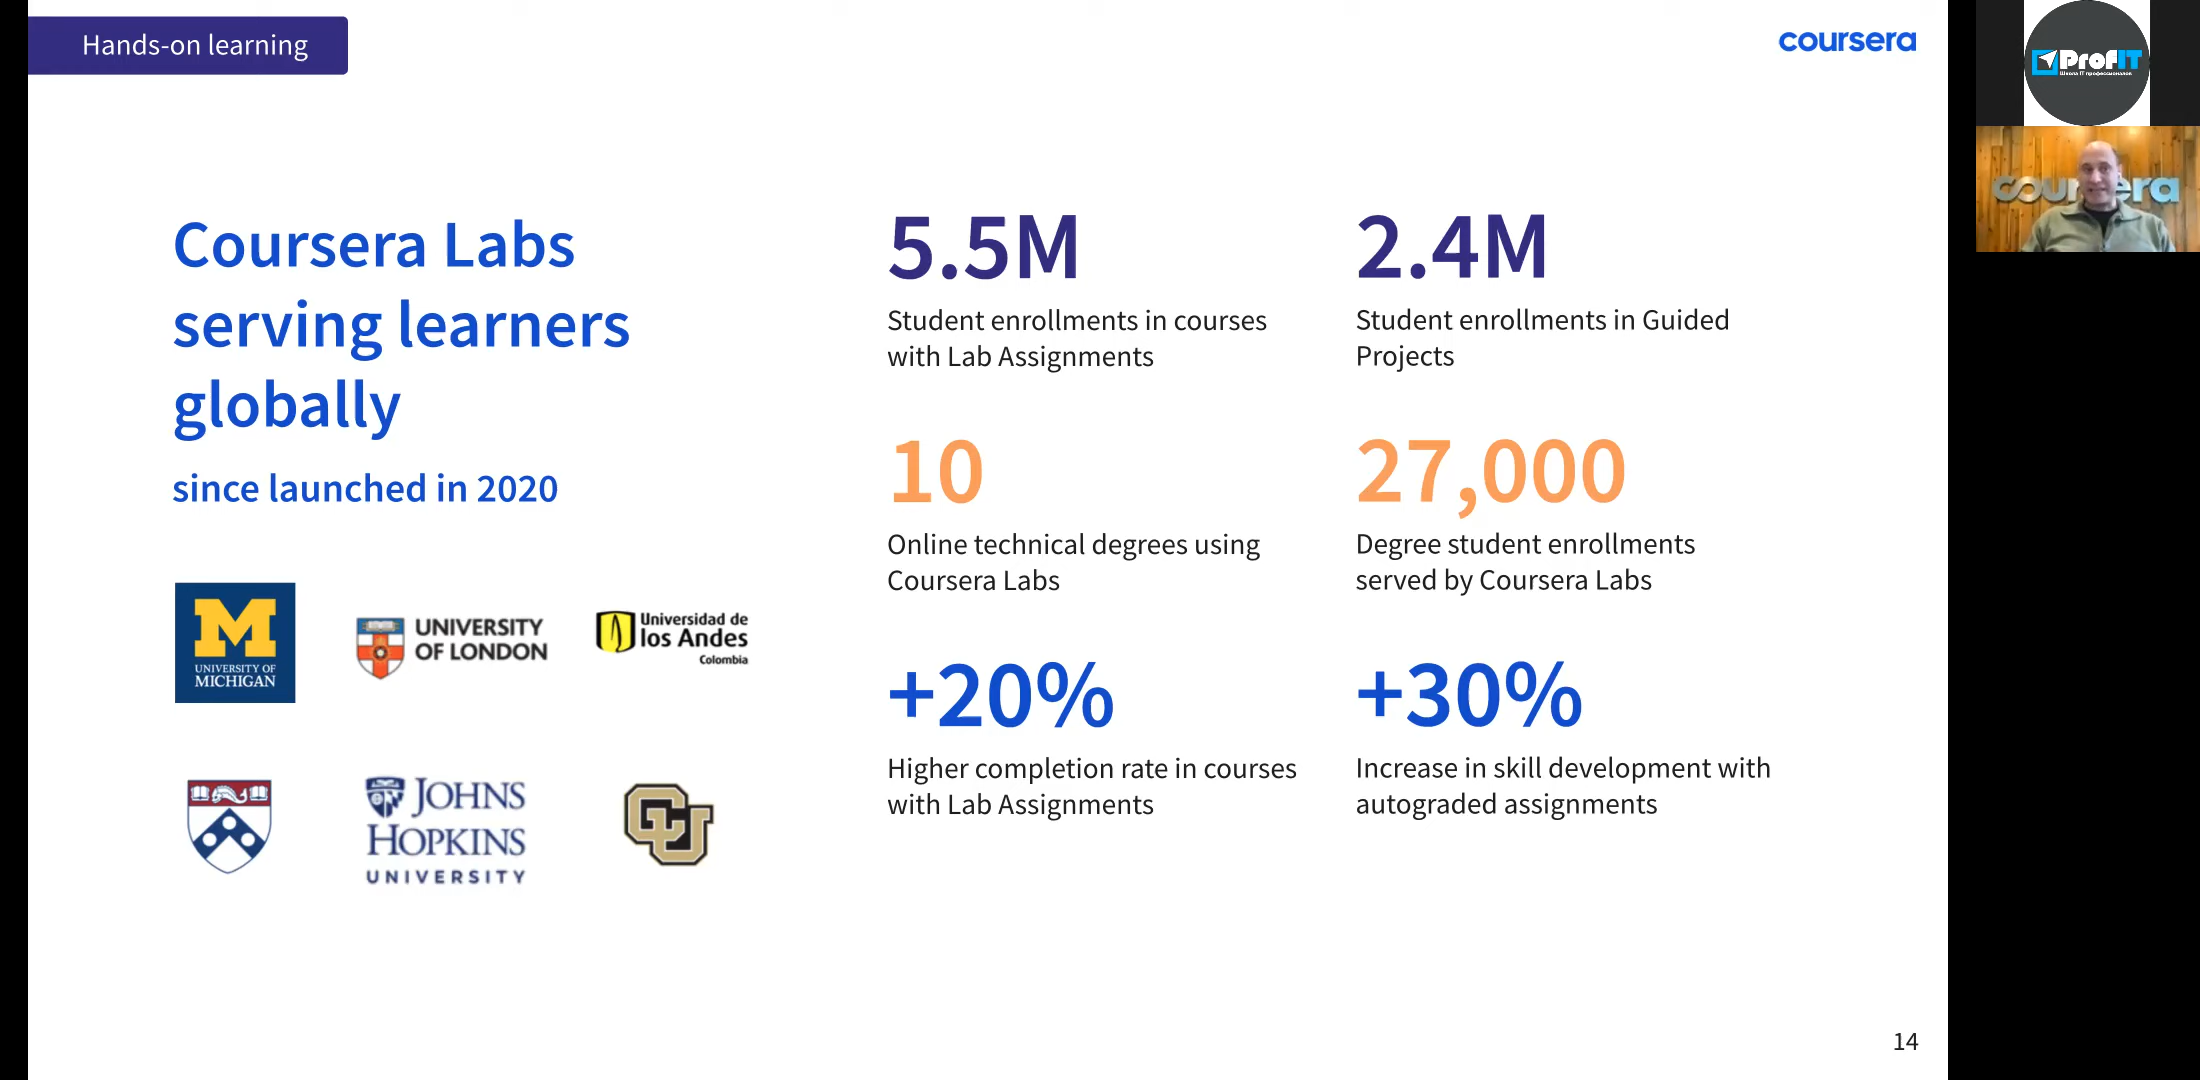 Hands-on learning
coursera
Coursera Labs
serving learners
globally
since launched in 2020
UNIVERSITY OF
MICHIGAN
UNIVERSITY
OF LONDON
Universidad de
los Andes
Colombia
JOHNS
HOPKINS
UNIVERSITY
CU
5.5M
Student enrollments in courses
with Lab Assignments
2.4M
Student enrollments in Guided
Projects
10
Online technical degrees using
Coursera Labs
27,000
Degree student enrollments
served by Coursera Labs
+20%
Higher completion rate in courses
with Lab Assignments
+30%
Increase in skill development with
autograded assignments
14
ProfIT
Школа IT профессионалов
coursera